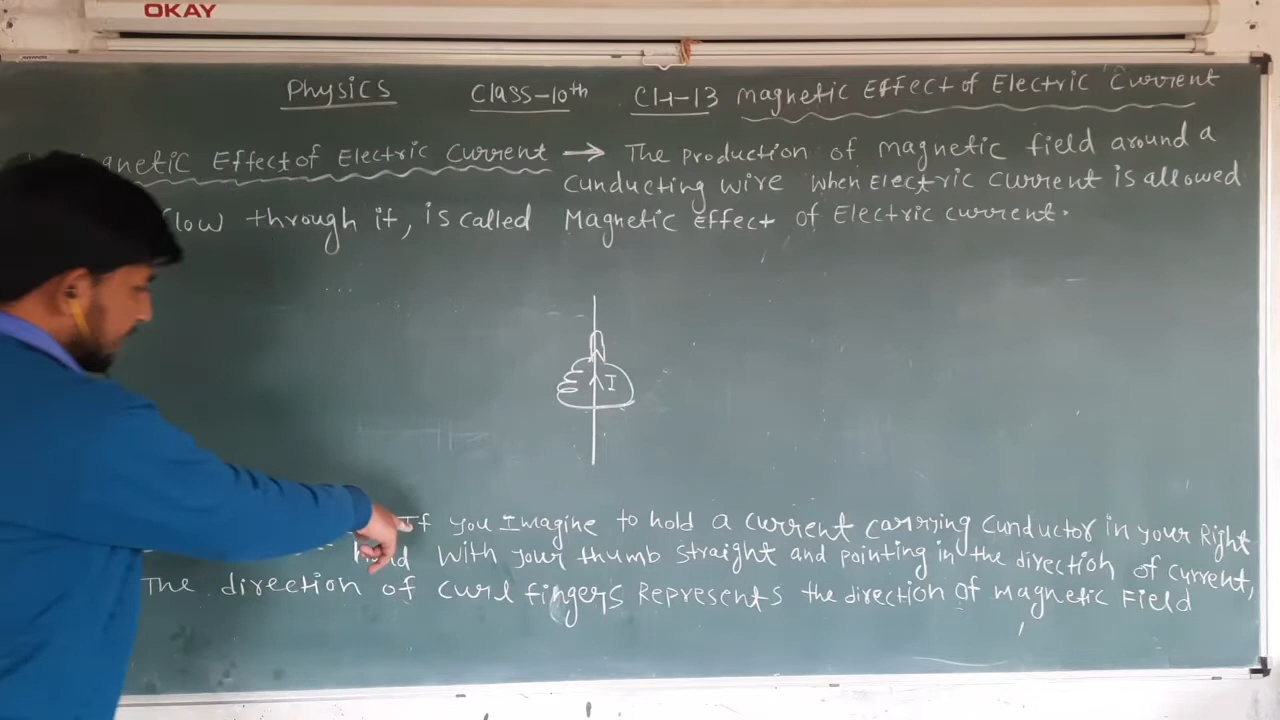 OKAY
Physics Class-10th CH-13 Magnetic Effect of Electric Current
Effect of Electric Current → The production of magnetic field around a
Cunducting wire when Electric current is allowed
through it, is called Magnetic Effect of Electric current.
I
If you Imagine to hold a current carrying Cunductor in your Right
hand with your thumb straight and pointing in the direction of current,
The direction of curl fingers Represents the direction of magnetic Field